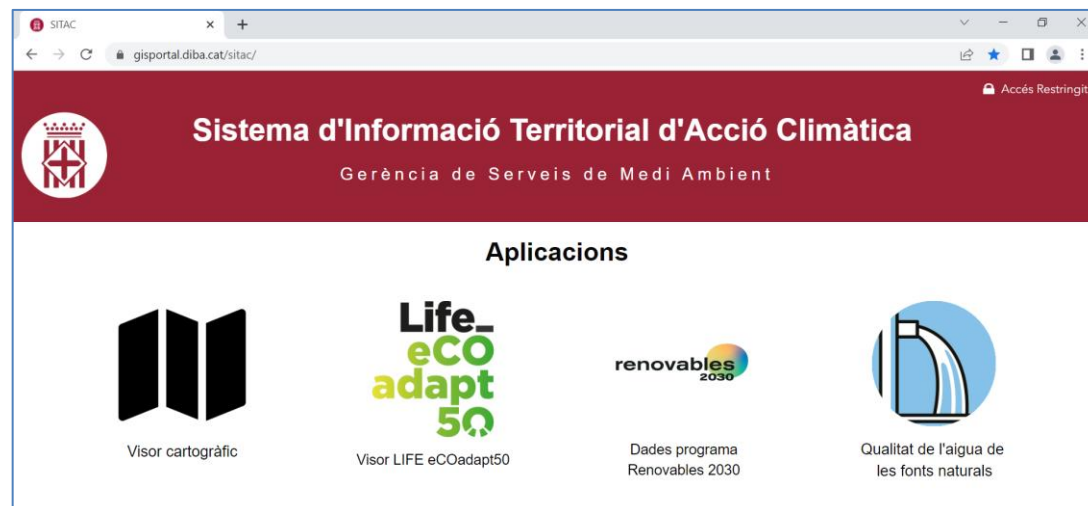 SITAC
gisportal.diba.cat/sitac/
Accés Restringit
Sistema d'Informació Territorial d'Acció Climàtica
Gerència de Serveis de Medi Ambient
Aplicacions
Visor cartogràfic
Life_
eCO
adapt
50
Visor LIFE eCOadapt50
renovables
2030
Dades programa
Renovables 2030
Qualitat de l'aigua de
les fonts naturals